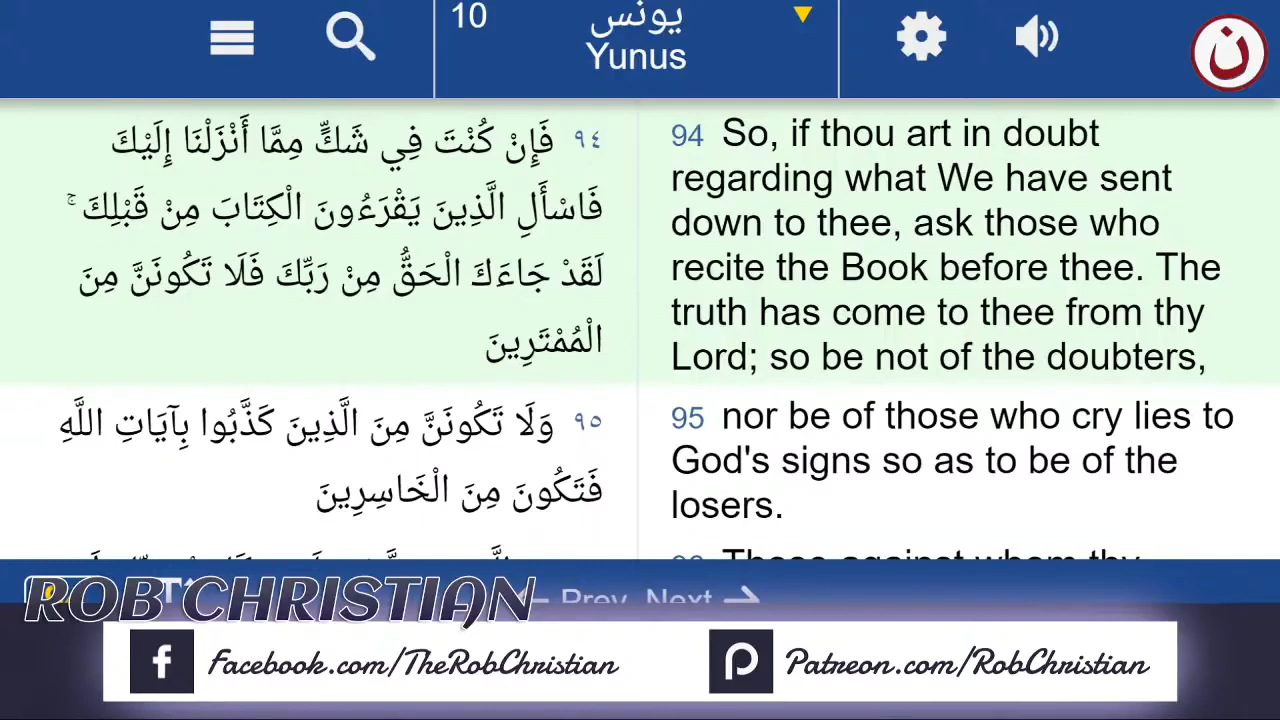 10
يونس
Yunus
ن
٩٤ فَإِنْ كُنْتَ فِي شَكٍّ مِمَّا أَنْزَلْنَا إِلَيْكَ
فَاسْأَلِ الَّذِينَ يَقْرَءُونَ الْكِتَابَ مِنْ قَبْلِكَ ۚ
لَقَدْ جَاءَكَ الْحَقُّ مِنْ رَبِّكَ فَلَا تَكُونَنَّ مِنَ
الْمُمْتَرِينَ
94 So, if thou art in doubt
regarding what We have sent
down to thee, ask those who
recite the Book before thee. The
truth has come to thee from thy
Lord; so be not of the doubters,
٩٥ وَلَا تَكُونَنَّ مِنَ الَّذِينَ كَذَّبُوا بِآيَاتِ اللَّهِ
فَتَكُونَ مِنَ الْخَاسِرِينَ
95 nor be of those who cry lies to
God's signs so as to be of the
losers.
Those against whom thy
ROB CHRISTIAN
← Prev Next →
Facebook.com/TheRobChristian
Patreon.com/RobChristian